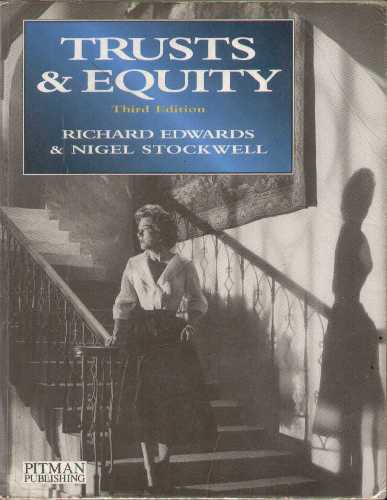 TRUSTS
& EQUITY
Third Edition
RICHARD EDWARDS
& NIGEL STOCKWELL
PITMAN
PUBLISHING